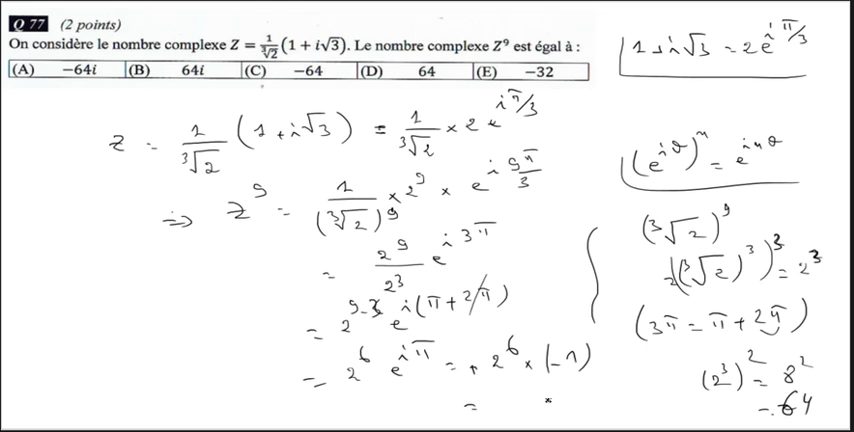 Q 77 (2 points)
On considère le nombre complexe Z = 1/∛2 (1 + i√3). Le nombre complexe Z⁹ est égal à :
(A) −64i (B) 64i (C) −64 (D) 64 (E) −32
1+i√3 = 2e^{iπ/3}
z = 1/∛2 (1+i√3) = 1/∛2 × 2 × e^{iπ/3}
(e^{iθ})^n = e^{inθ}
⇒ z⁹ = 1/(∛2)⁹ × 2⁹ × e^{i9π/3}
(∛2)⁹
= 2⁹/2³ e^{i3π}
((∛2)³)³ = 2³
= 2^{9-3} e^{i(π+2π)}
(3π = π + 2π)
= 2⁶ e^{iπ} = 2⁶ × (-1)
(2³)² = 8²
=
= 64